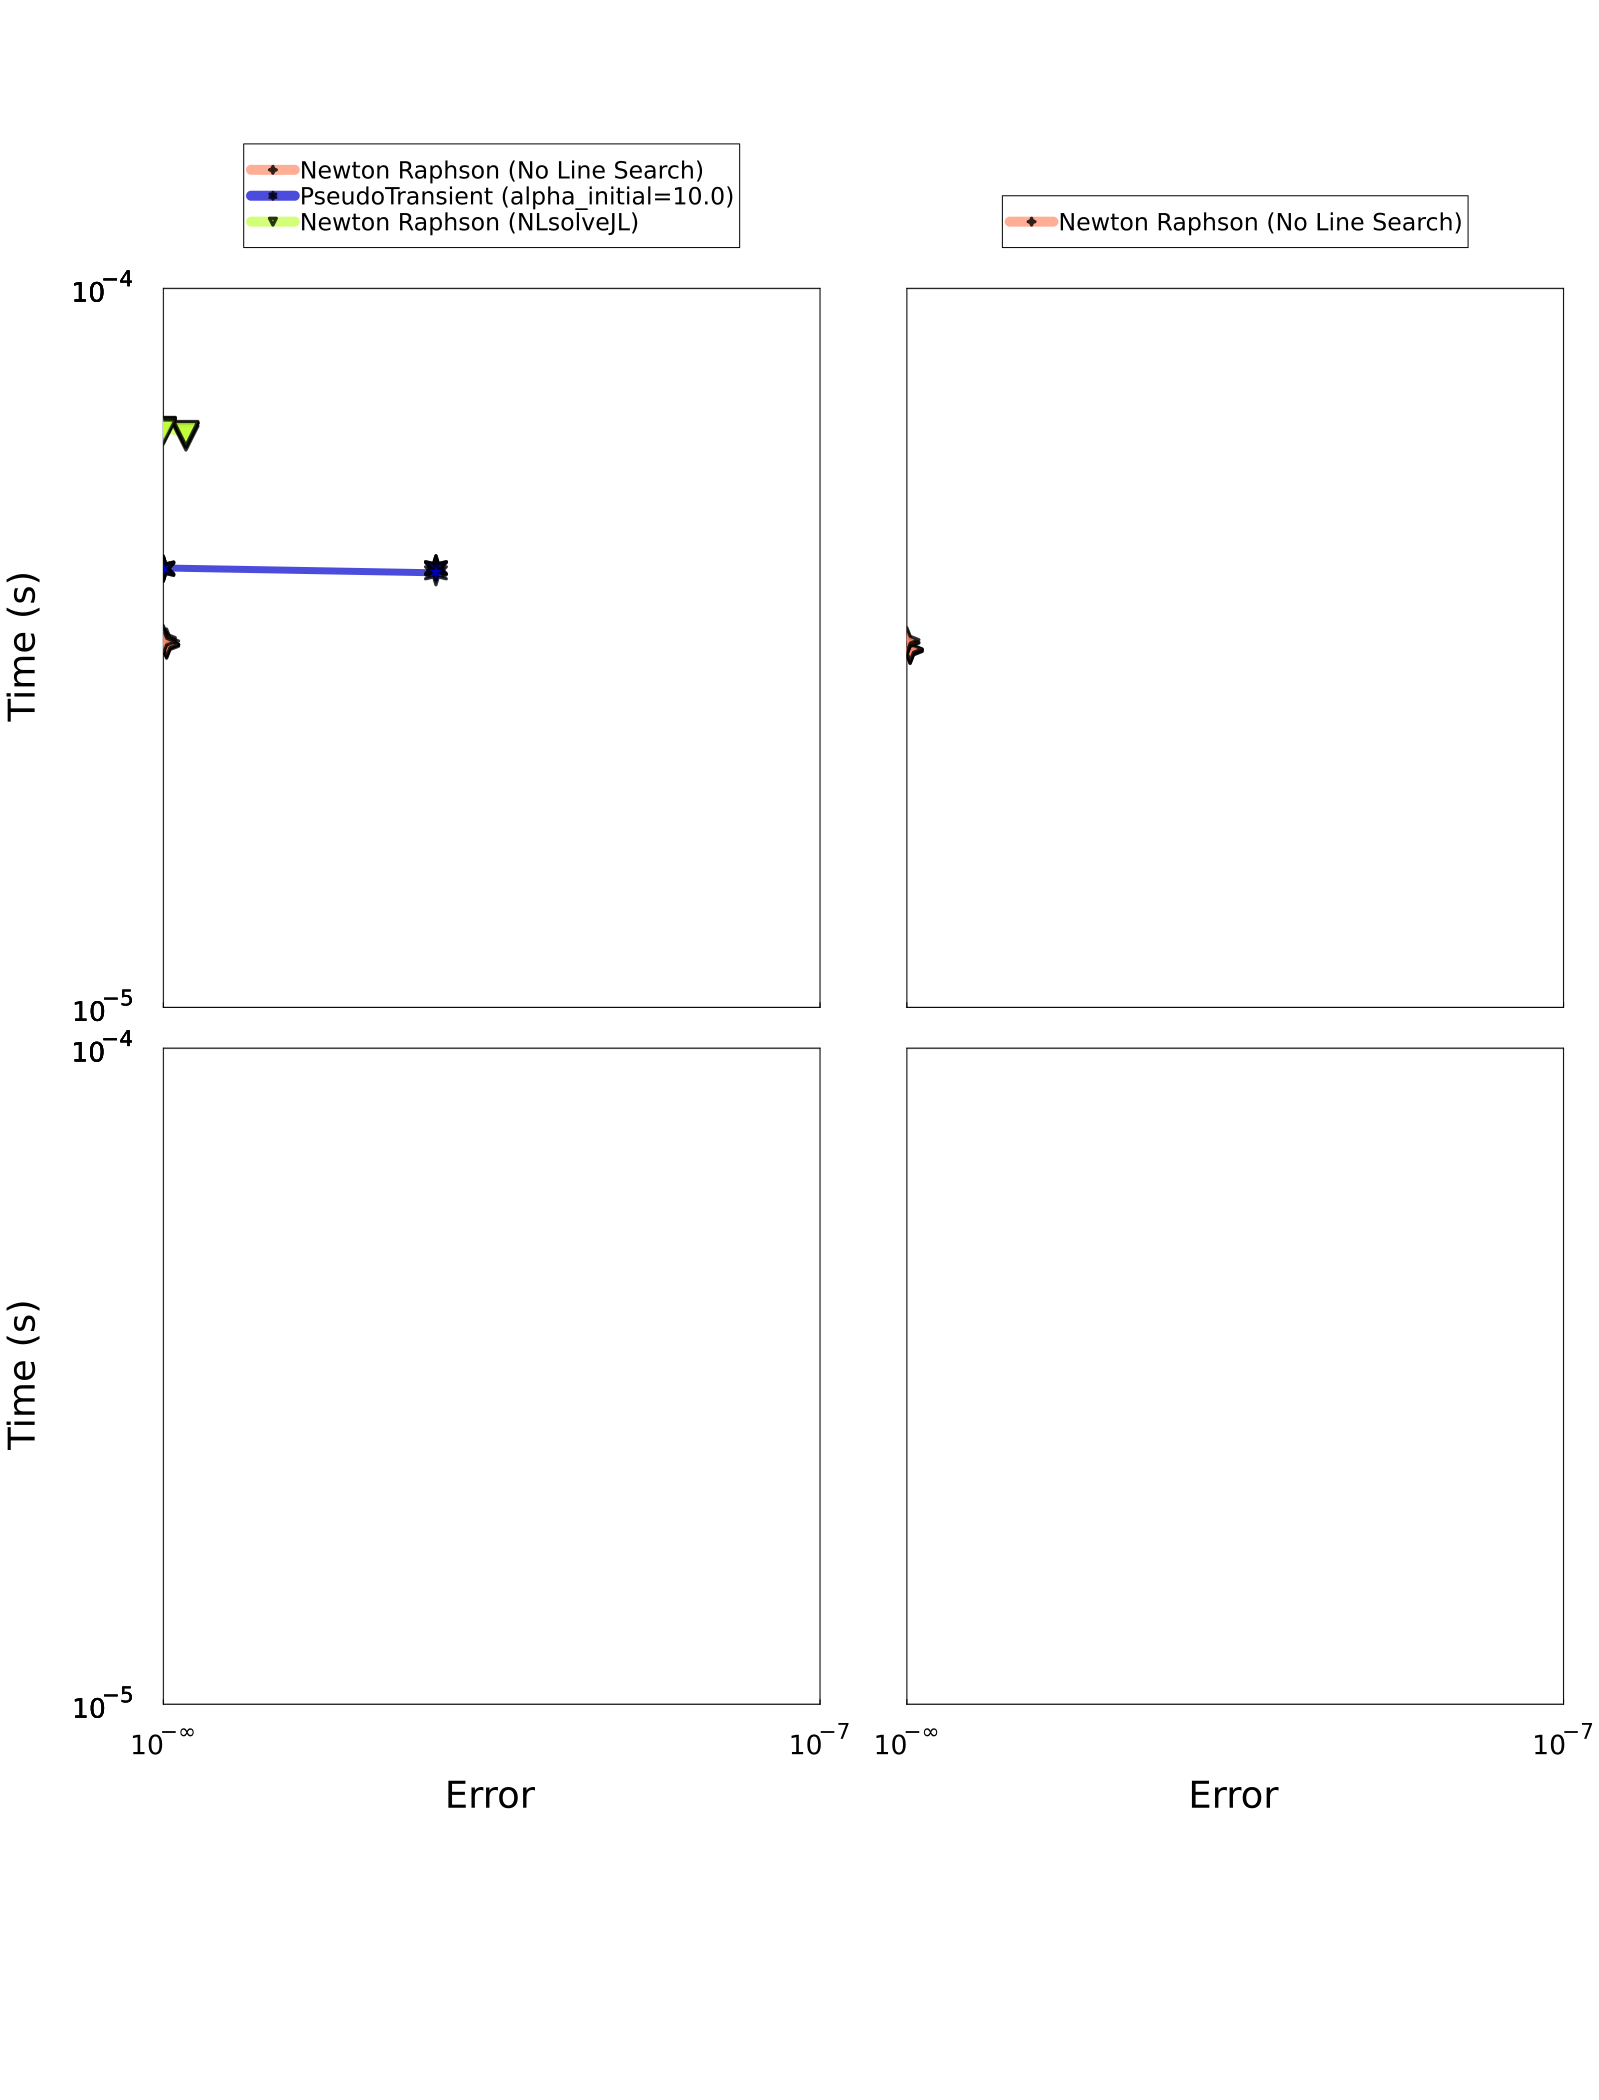 Newton Raphson (No Line Search)
PseudoTransient (alpha_initial=10.0)
Newton Raphson (NLsolveJL)
Newton Raphson (No Line Search)
10⁻⁴
Time (s)
10⁻⁵
10⁻⁴
Time (s)
10⁻⁵
10⁻∞
10⁻⁷
10⁻∞
10⁻⁷
Error
Error